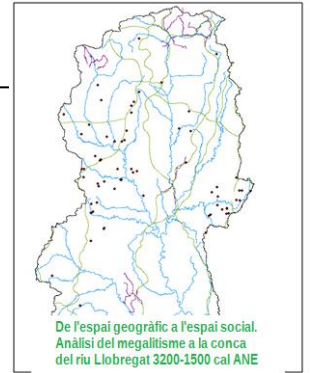 De l'espai geogràfic a l'espai social.
Anàlisi del megalitisme a la conca
del riu Llobregat 3200-1500 cal ANE